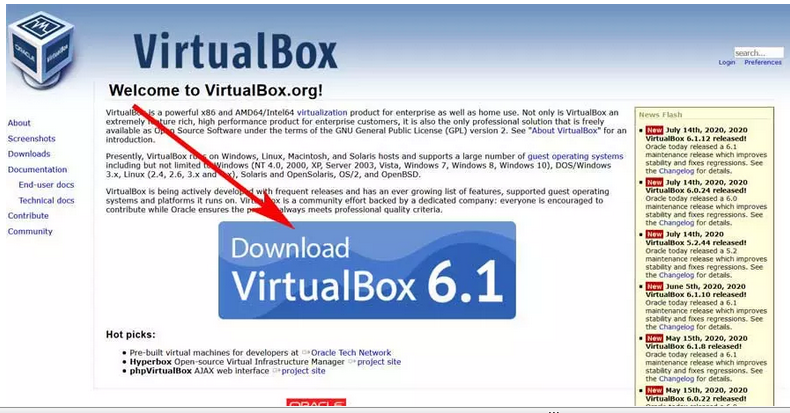 VirtualBox
search...
Login Preferences
Welcome to VirtualBox.org!
About
Screenshots
Downloads
Documentation
End-user docs
Technical docs
Contribute
Community
VirtualBox is a powerful x86 and AMD64/Intel64 virtualization product for enterprise as well as home use. Not only is VirtualBox an
extremely feature rich, high performance product for enterprise customers, it is also the only professional solution that is freely
available as Open Source Software under the terms of the GNU General Public License (GPL) version 2. See "About VirtualBox" for an
introduction.
Presently, VirtualBox runs on Windows, Linux, Macintosh, and Solaris hosts and supports a large number of guest operating systems
including but not limited to Windows (NT 4.0, 2000, XP, Server 2003, Vista, Windows 7, Windows 8, Windows 10), DOS/Windows
3.x, Linux (2.4, 2.6, 3.x and), Solaris and OpenSolaris, OS/2, and OpenBSD.
VirtualBox is being actively developed with frequent releases and has an ever growing list of features, supported guest operating
systems and platforms it runs on. VirtualBox is a community effort backed by a dedicated company: everyone is encouraged to
contribute while Oracle ensures the always meets professional quality criteria.
Download
VirtualBox 6.1
Hot picks:
Pre-built virtual machines for developers at Oracle Tech Network
Hyperbox Open-source Virtual Infrastructure Manager project site
phpVirtualBox AJAX web interface project site
ORACLE
News Flash
New July 14th, 2020, 2020
VirtualBox 6.1.12 released!
Oracle today released a 6.1
maintenance release which improves
stability and fixes regressions. See
the Changelog for details.
New July 14th, 2020, 2020
VirtualBox 6.0.24 released!
Oracle today released a 6.0
maintenance release which improves
stability and fixes regressions. See
the Changelog for details.
New July 14th, 2020
VirtualBox 5.2.44 released!
Oracle today released a 5.2
maintenance release which improves
stability and fixes regressions. See
the Changelog for details.
New June 5th, 2020, 2020
VirtualBox 6.1.10 released!
Oracle today released a 6.1
maintenance release which improves
stability and fixes regressions. See
the Changelog for details.
New May 15th, 2020, 2020
VirtualBox 6.1.8 released!
Oracle today released a 6.1
maintenance release which improves
stability and fixes regressions. See
the Changelog for details.
New May 15th, 2020, 2020
VirtualBox 6.0.22 released!